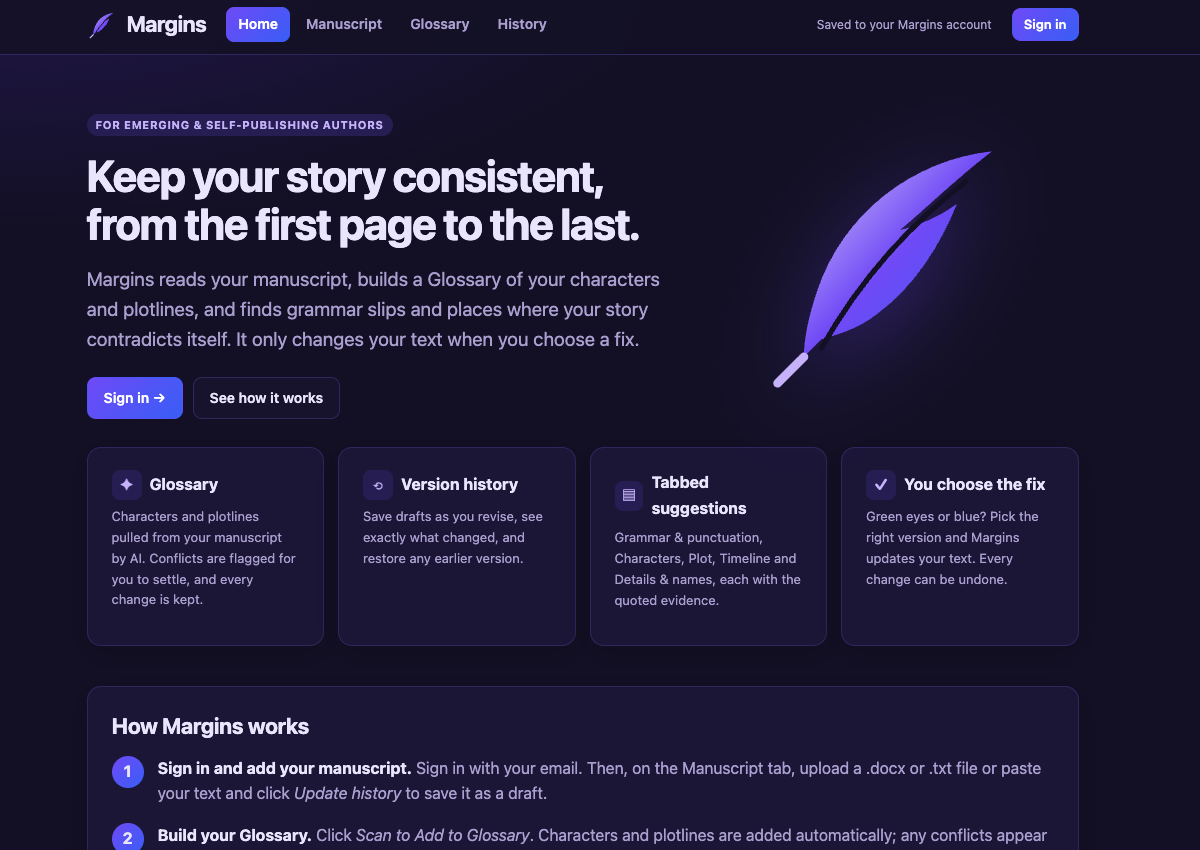 Margins
Home
Manuscript
Glossary
History
Saved to your Margins account
Sign in
FOR EMERGING & SELF-PUBLISHING AUTHORS
Keep your story consistent,
from the first page to the last.
Margins reads your manuscript, builds a Glossary of your characters
and plotlines, and finds grammar slips and places where your story
contradicts itself. It only changes your text when you choose a fix.
Sign in →
See how it works
Glossary
Characters and plotlines
pulled from your manuscript
by AI. Conflicts are flagged for
you to settle, and every
change is kept.
Version history
Save drafts as you revise, see
exactly what changed, and
restore any earlier version.
Tabbed
suggestions
Grammar & punctuation,
Characters, Plot, Timeline and
Details & names, each with the
quoted evidence.
You choose the fix
Green eyes or blue? Pick the
right version and Margins
updates your text. Every
change can be undone.
How Margins works
1 Sign in and add your manuscript. Sign in with your email. Then, on the Manuscript tab, upload a .docx or .txt file or paste
your text and click Update history to save it as a draft.
2 Build your Glossary. Click Scan to Add to Glossary. Characters and plotlines are added automatically; any conflicts appear